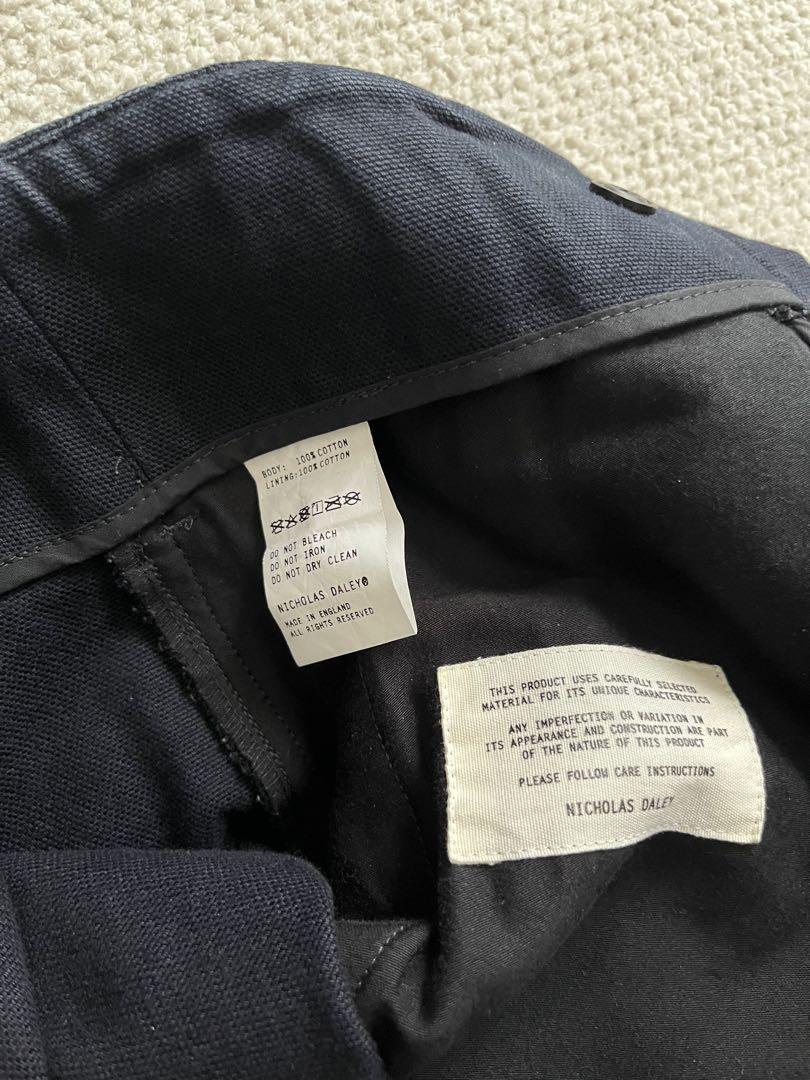 BODY: 100% COTTON
LINING:100% COTTON
DO NOT BLEACH
DO NOT IRON
DO NOT DRY CLEAN
NICHOLAS DALEY®
MADE IN ENGLAND
ALL RIGHTS RESERVED
THIS PRODUCT USES CAREFULLY SELECTED
MATERIAL FOR ITS UNIQUE CHARACTERISTICS
ANY IMPERFECTION OR VARIATION IN
ITS APPEARANCE AND CONSTRUCTION ARE PART
OF THE NATURE OF THIS PRODUCT
PLEASE FOLLOW CARE INSTRUCTIONS
NICHOLAS DALEY